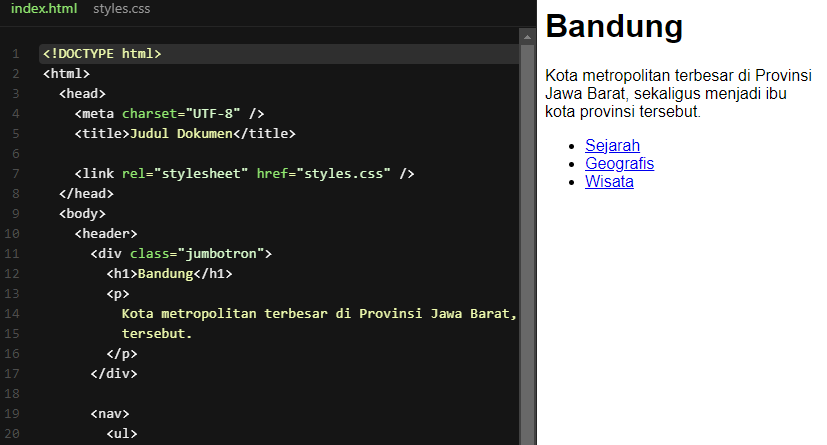 index.html styles.css
1 <!DOCTYPE html>
2 <html>
3   <head>
4     <meta charset="UTF-8" />
5     <title>Judul Dokumen</title>
6
7     <link rel="stylesheet" href="styles.css" />
8   </head>
9   <body>
10     <header>
11       <div class="jumbotron">
12         <h1>Bandung</h1>
13         <p>
14           Kota metropolitan terbesar di Provinsi Jawa Barat,
15           tersebut.
16         </p>
17       </div>
18
19       <nav>
20         <ul>
Bandung
Kota metropolitan terbesar di Provinsi
Jawa Barat, sekaligus menjadi ibu
kota provinsi tersebut.
• Sejarah
• Geografis
• Wisata